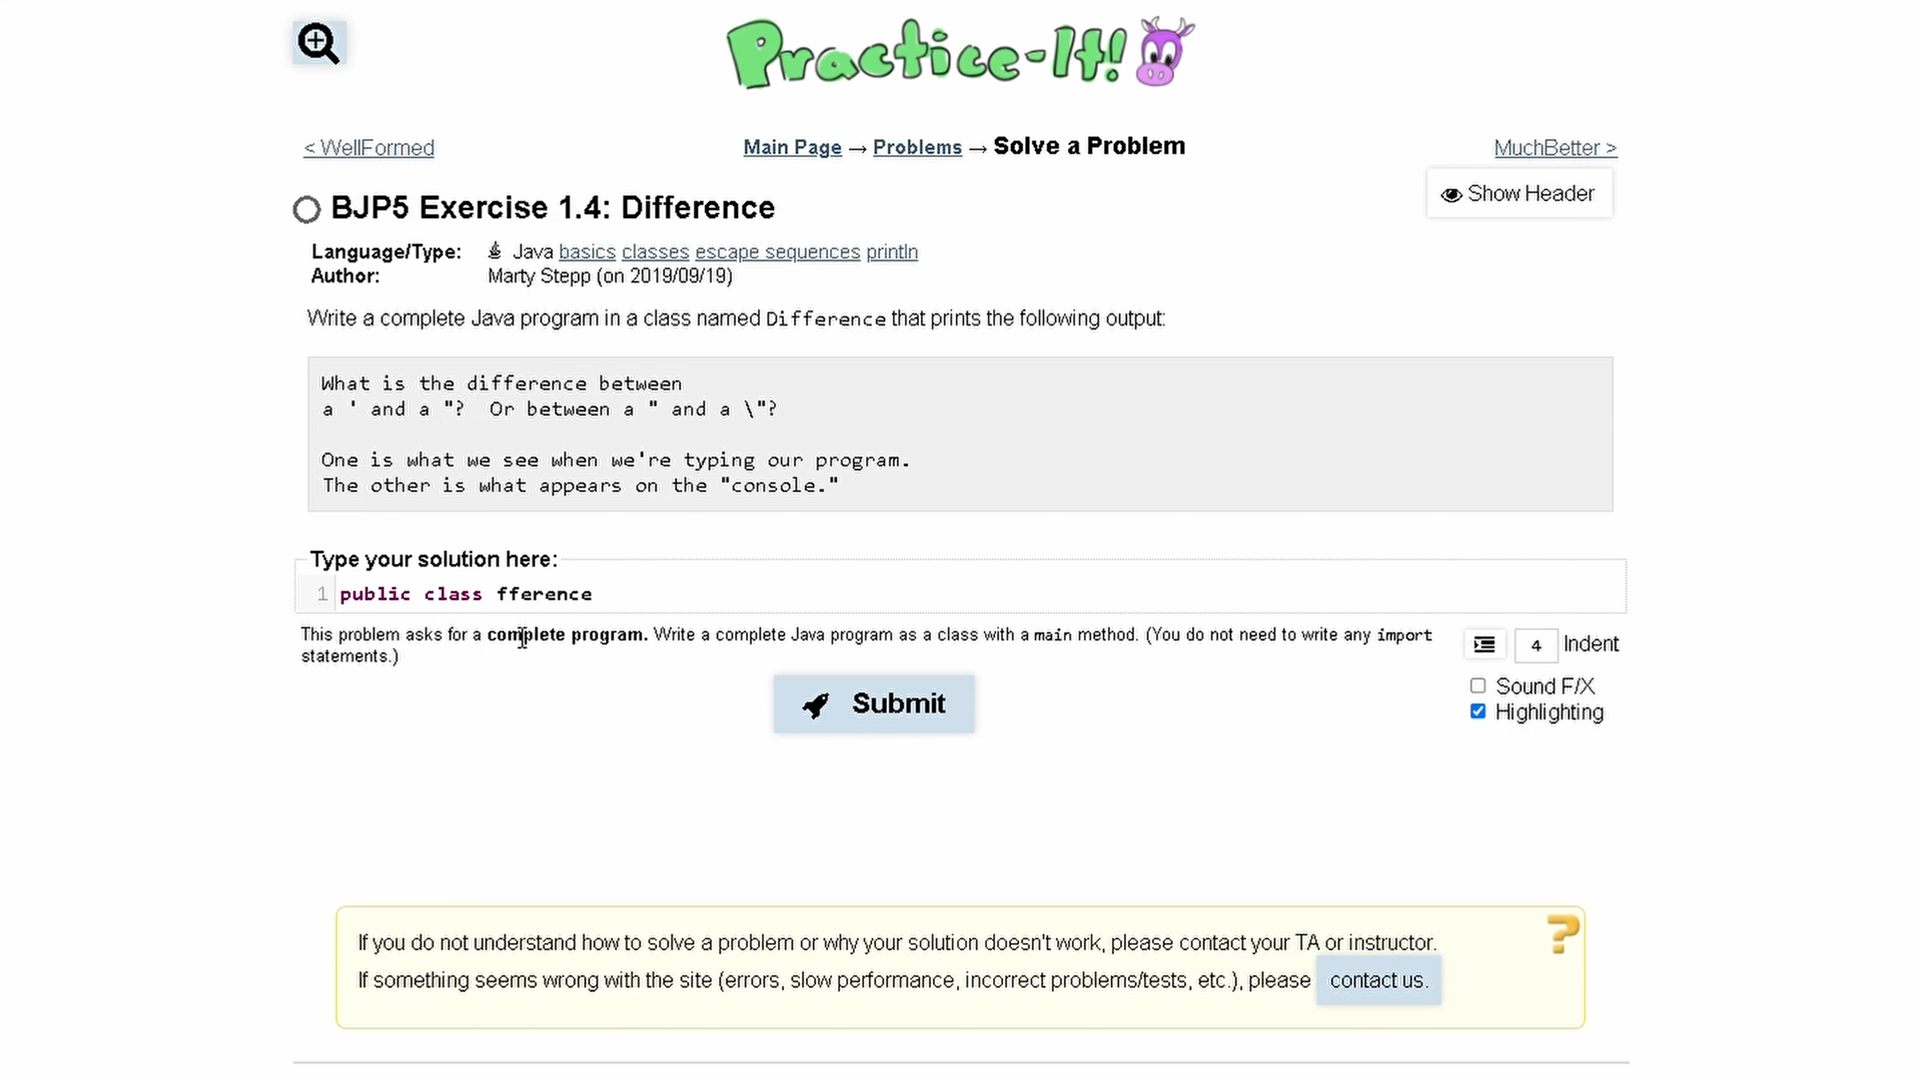 Practice-It!
< WellFormed
Main Page → Problems → Solve a Problem
MuchBetter >
Show Header
BJP5 Exercise 1.4: Difference
Language/Type: Java basics classes escape sequences println
Author: Marty Stepp (on 2019/09/19)
Write a complete Java program in a class named Difference that prints the following output:
What is the difference between
a ' and a "?  Or between a " and a \"?
One is what we see when we're typing our program.
The other is what appears on the "console."
Type your solution here:
1 public class fference
This problem asks for a complete program. Write a complete Java program as a class with a main method. (You do not need to write any import
statements.)
4 Indent
Sound F/X
Highlighting
Submit
?
If you do not understand how to solve a problem or why your solution doesn't work, please contact your TA or instructor.
If something seems wrong with the site (errors, slow performance, incorrect problems/tests, etc.), please contact us.